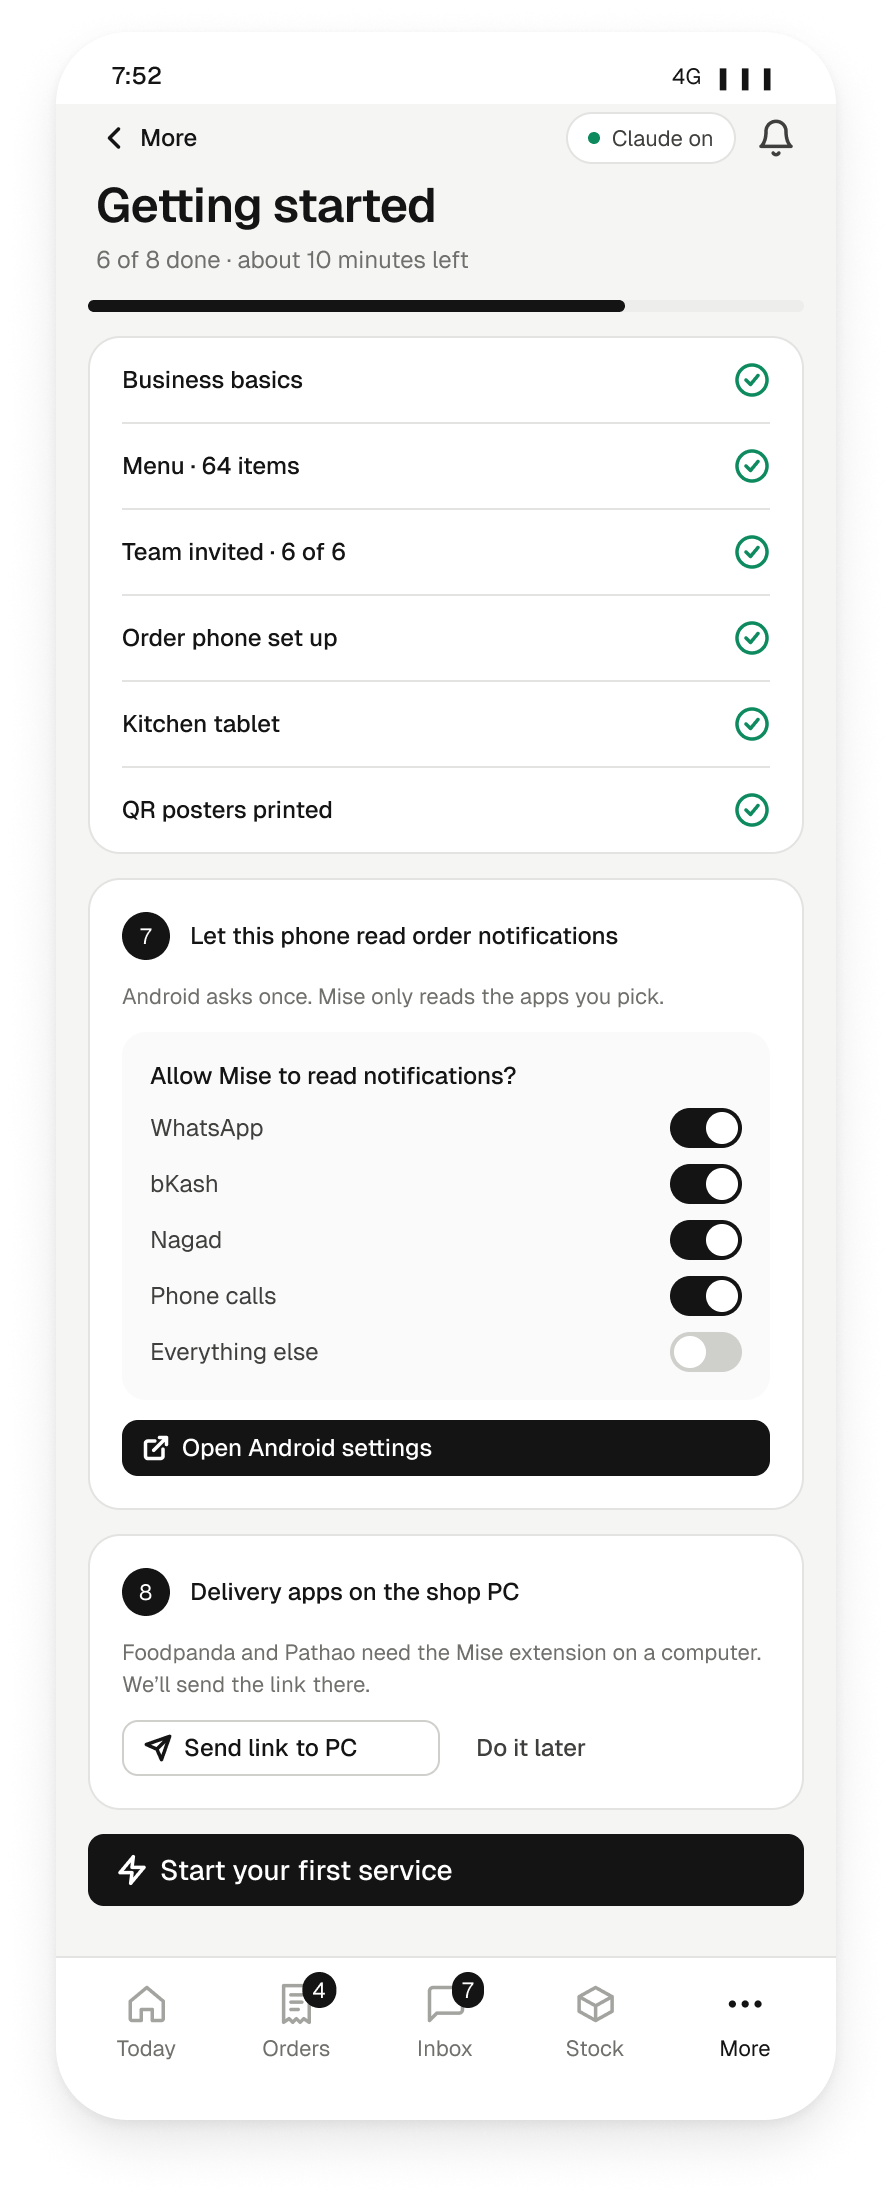 7:52
4G
More
Claude on
Getting started
6 of 8 done · about 10 minutes left
Business basics
Menu · 64 items
Team invited · 6 of 6
Order phone set up
Kitchen tablet
QR posters printed
7
Let this phone read order notifications
Android asks once. Mise only reads the apps you pick.
Allow Mise to read notifications?
WhatsApp
bKash
Nagad
Phone calls
Everything else
Open Android settings
8
Delivery apps on the shop PC
Foodpanda and Pathao need the Mise extension on a computer.
We’ll send the link there.
Send link to PC
Do it later
Start your first service
4
7
Today
Orders
Inbox
Stock
More